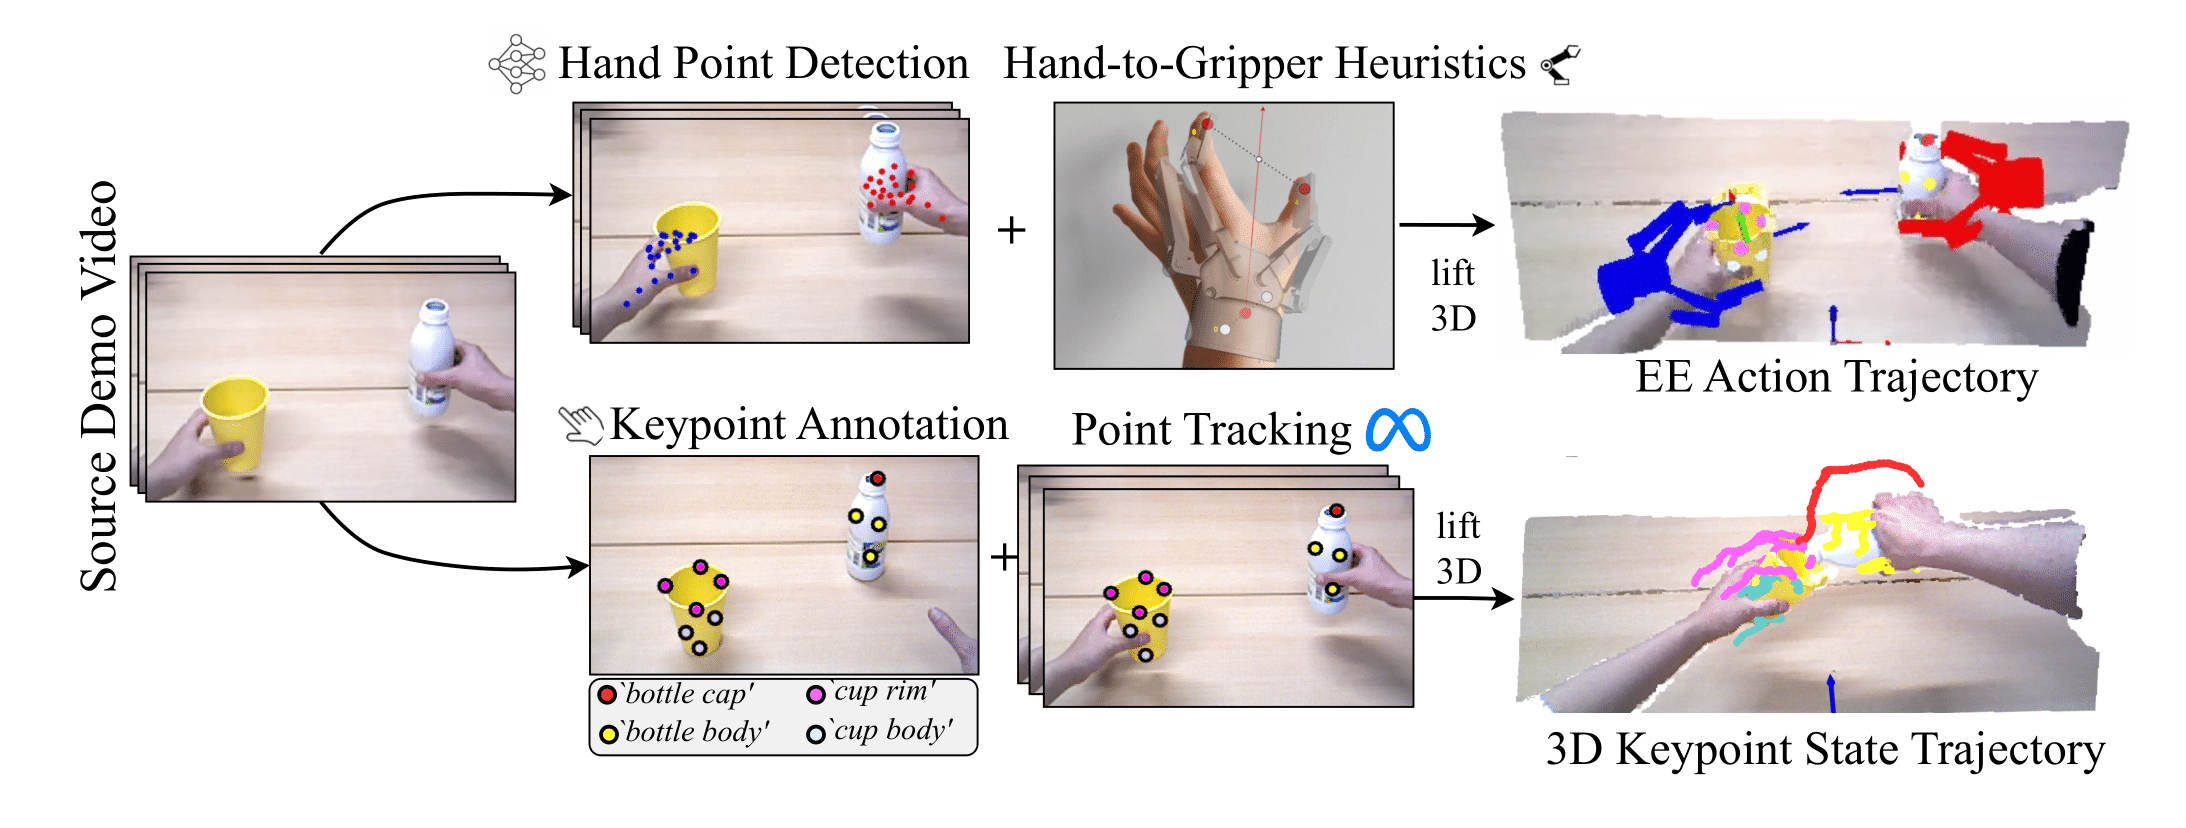 Source Demo Video
Hand Point Detection
Hand-to-Gripper Heuristics
lift
3D
EE Action Trajectory
Keypoint Annotation
Point Tracking
`bottle cap'
`cup rim'
`bottle body'
`cup body'
+
+
lift
3D
3D Keypoint State Trajectory